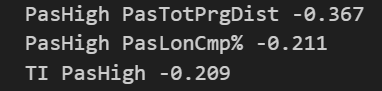 PasHigh PasTotPrgDist -0.367
PasHigh PasLonCmp% -0.211
TI PasHigh -0.209